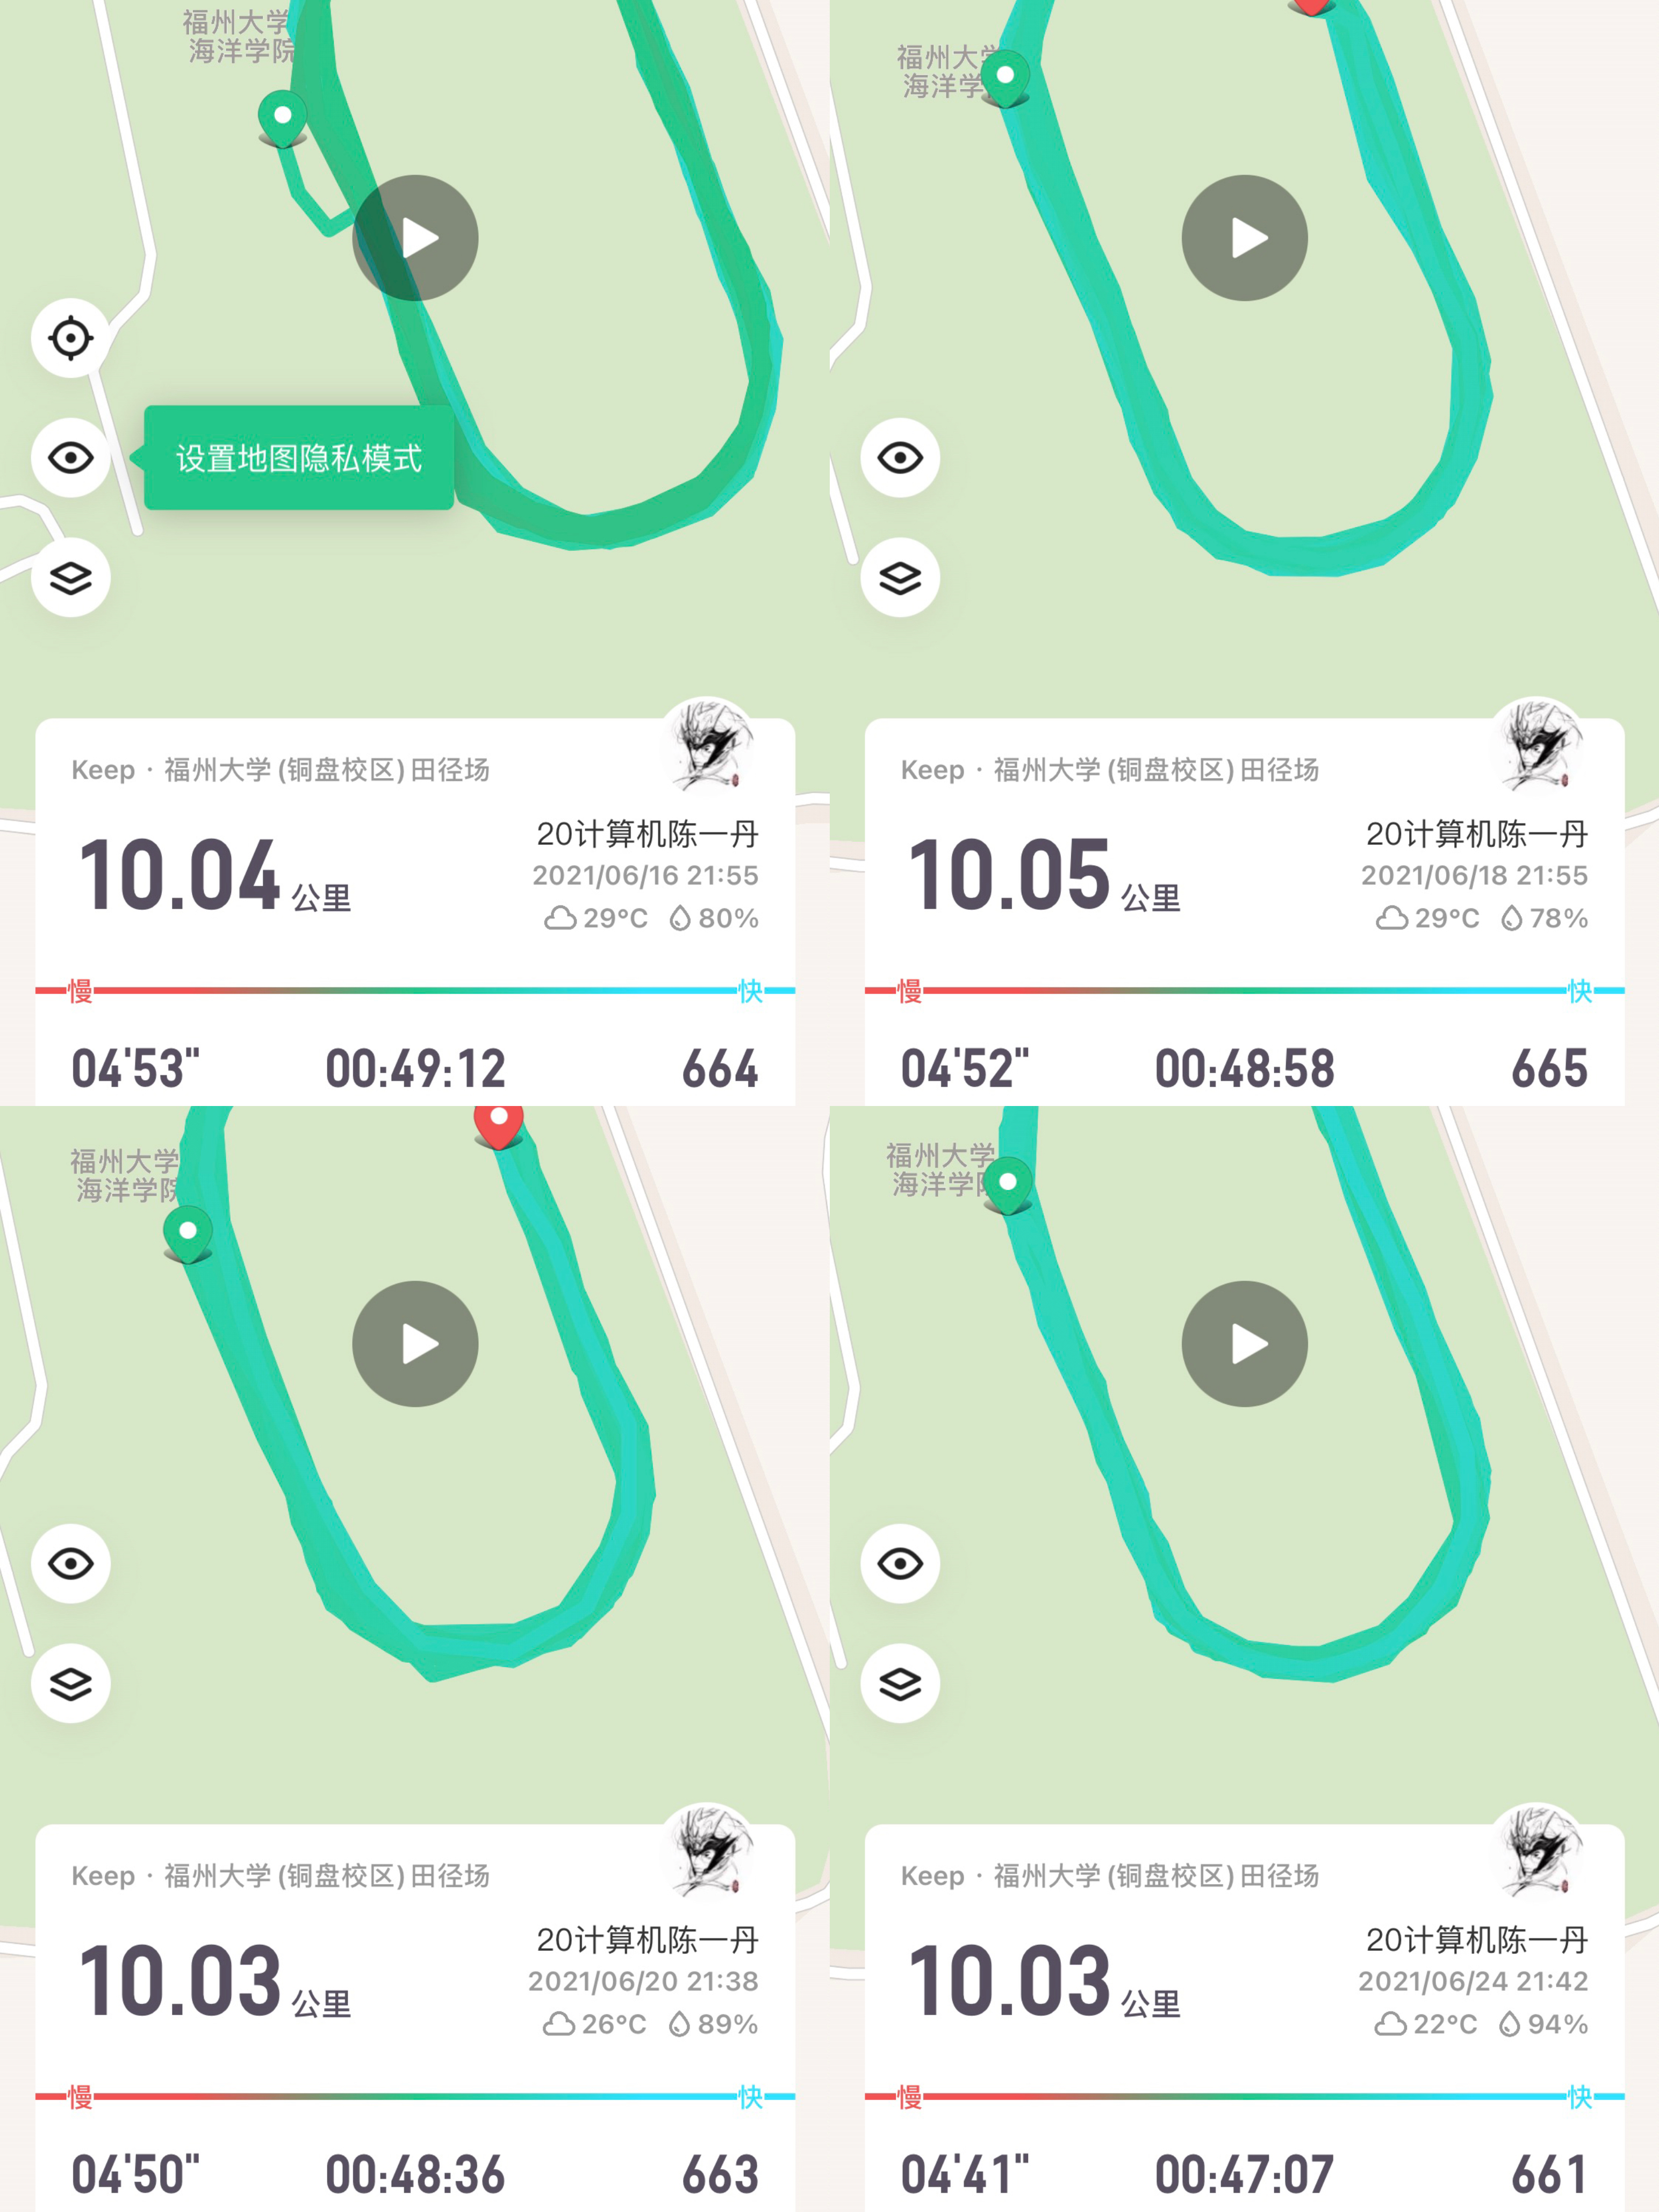 福州大学
海洋学院
设置地图隐私模式
Keep · 福州大学 (铜盘校区) 田径场
20计算机陈一丹
10.04 公里
2021/06/16 21:55
29°C 80%
慢 快
04'53" 00:49:12 664
福州大学
海洋学
Keep · 福州大学 (铜盘校区) 田径场
20计算机陈一丹
10.05 公里
2021/06/18 21:55
29°C 78%
慢 快
04'52" 00:48:58 665
福州大学
海洋学院
Keep · 福州大学 (铜盘校区) 田径场
20计算机陈一丹
10.03 公里
2021/06/20 21:38
26°C 89%
慢 快
04'50" 00:48:36 663
福州大学
海洋学院
Keep · 福州大学 (铜盘校区) 田径场
20计算机陈一丹
10.03 公里
2021/06/24 21:42
22°C 94%
慢 快
04'41" 00:47:07 661